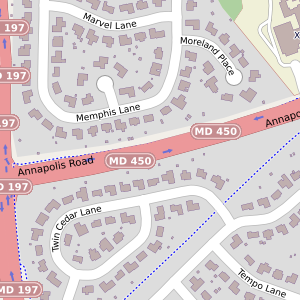 Marvel Lane
197
Moreland Place
MD 197
Memphis Lane
197
MD 450
Annapo
Annapolis Road
MD 450
MD 197
Twin Cedar Lane
Tempo Lane
MD 197